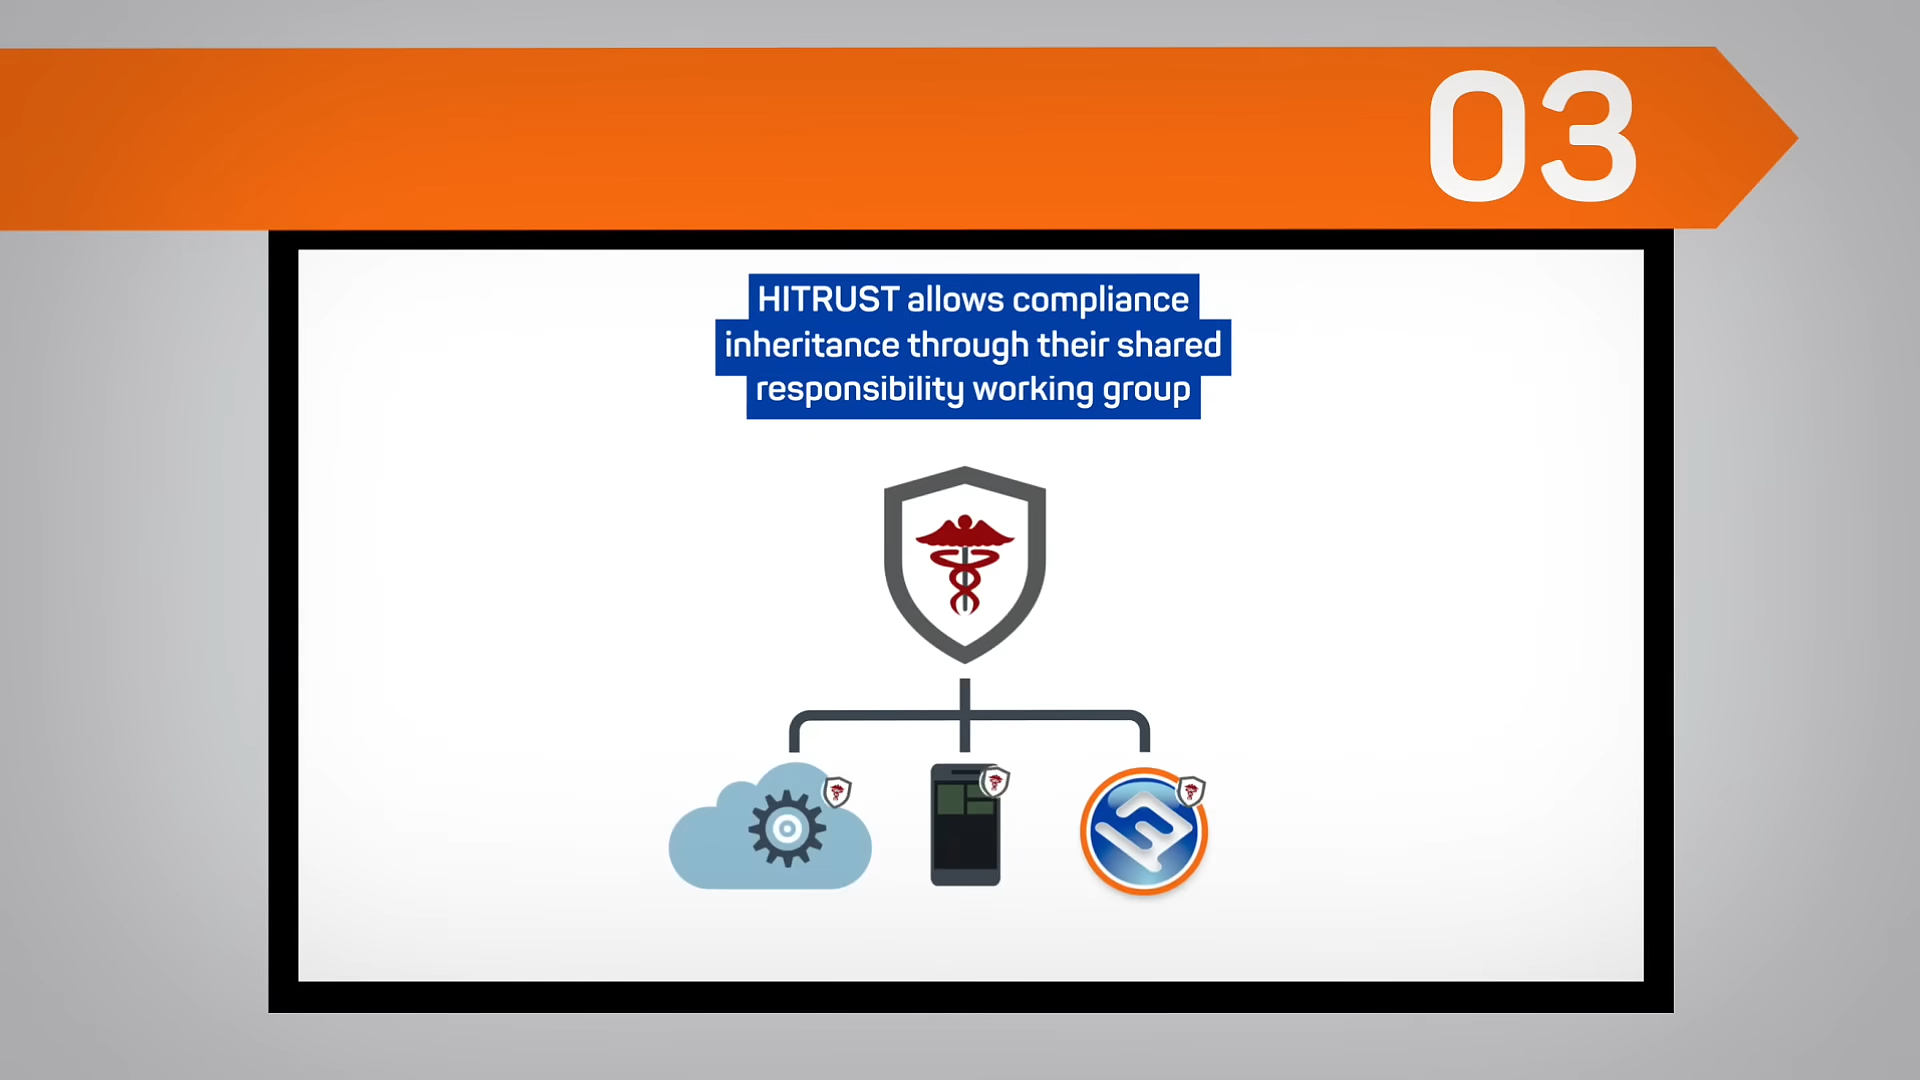 03
HITRUST allows compliance
inheritance through their shared
responsibility working group